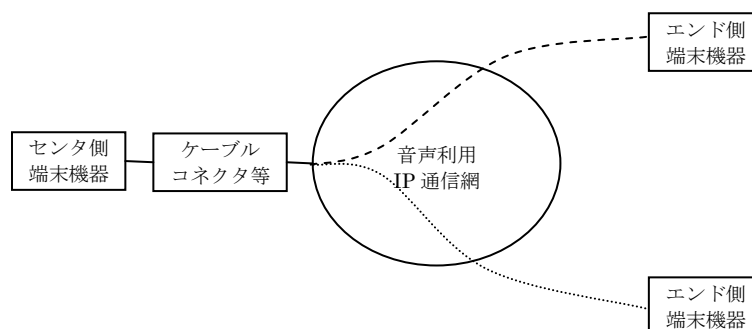 エンド側
端末機器
センタ側
端末機器
ケーブル
コネクタ等
音声利用
IP 通信網
エンド側
端末機器